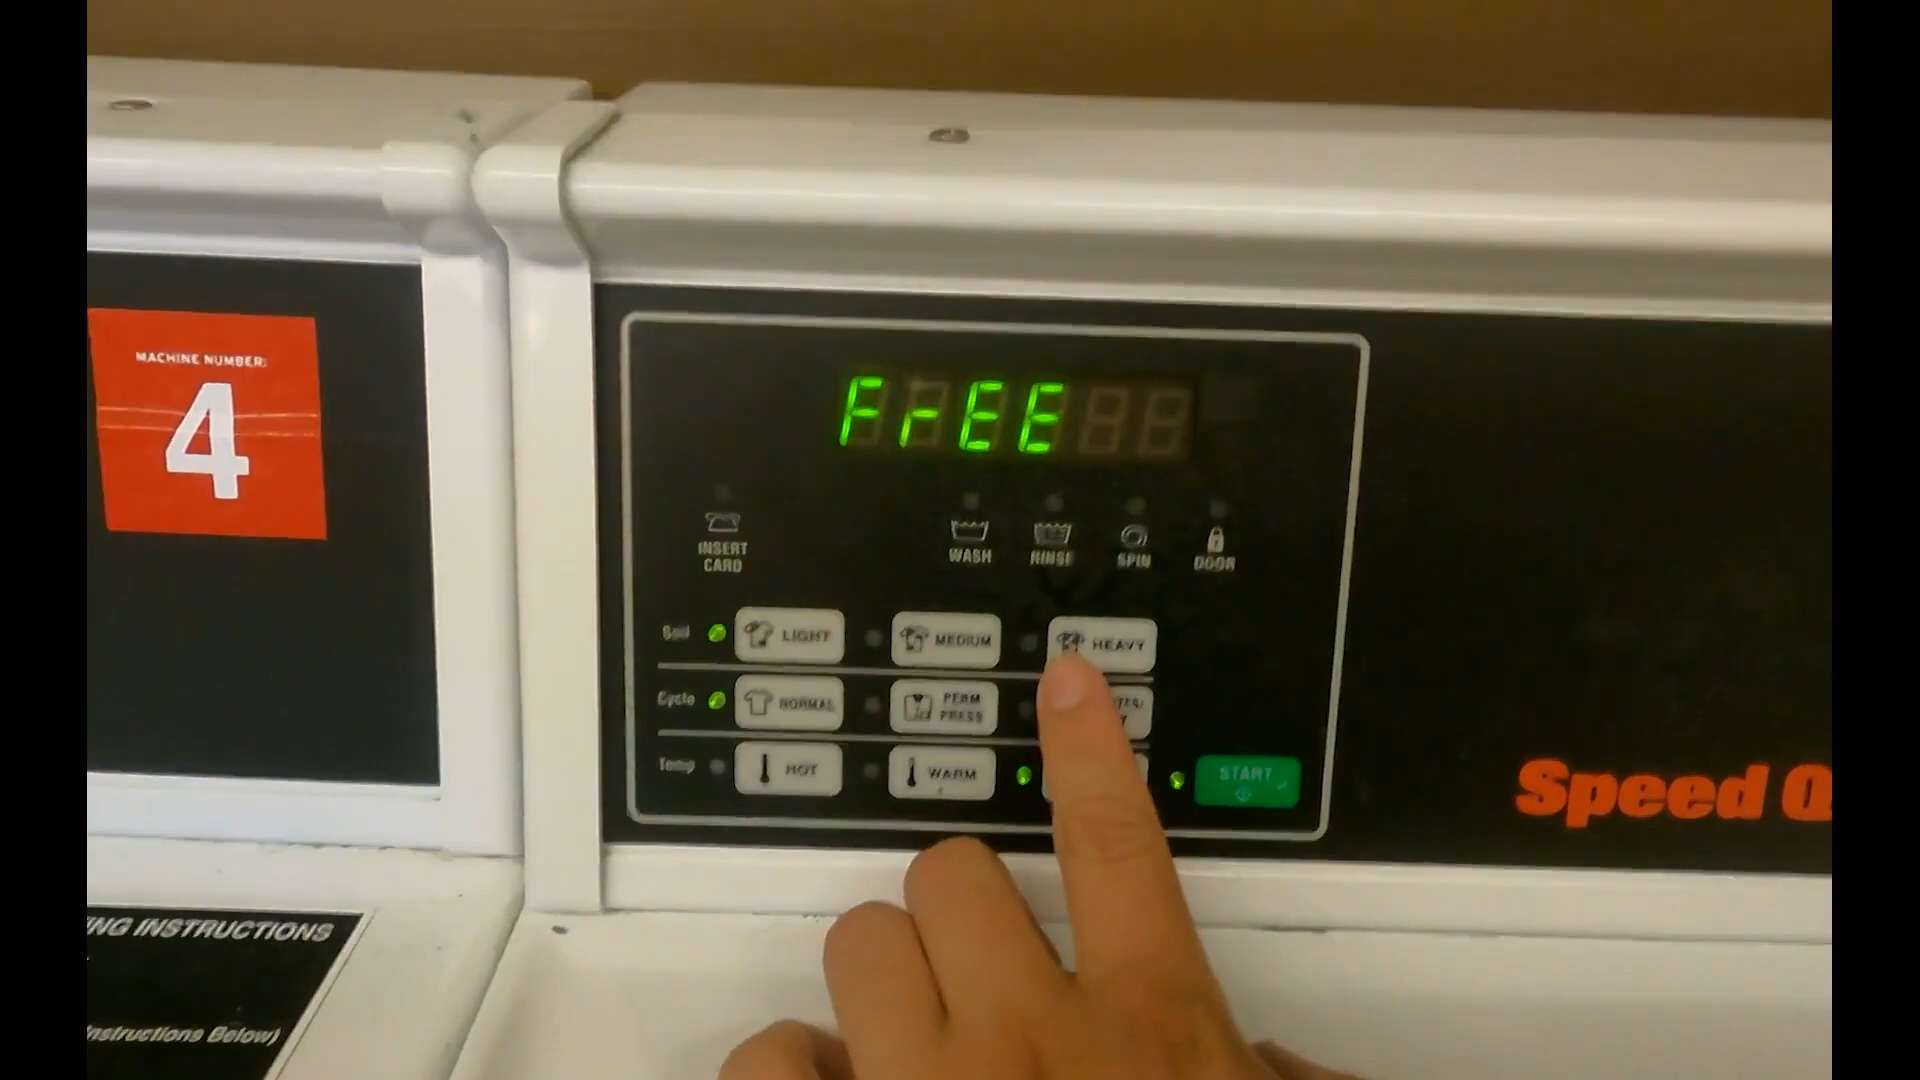 MACHINE NUMBER:
4
FrEE
INSERT
CARD
WASH
RINSE
SPIN
DOOR
Soil
LIGHT
MEDIUM
HEAVY
Cycle
NORMAL
PERM
PRESS
Temp
HOT
WARM
START
Speed Q
ING INSTRUCTIONS
Instructions Below)